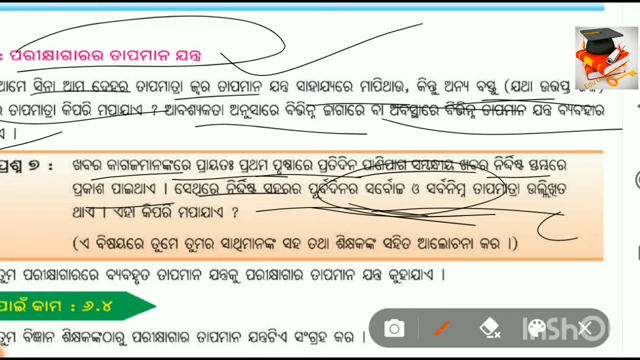 : ପରୀକ୍ଷାଗାରର ତାପମାନ ଯନ୍ତ୍ର
ଆମେ ସିନା ଆମ ଦେହର ତାପମାତ୍ରା ଜ୍ୱର ତାପମାନ ଯନ୍ତ୍ର ସାହାଯ୍ୟରେ ମାପିଥାଉ, କିନ୍ତୁ ଅନ୍ୟ ବସ୍ତୁ (ଯଥା ଉତ୍ତପ୍ତ
ତାପମାତ୍ରା କିପରି ମପାଯାଏ ? ଆବଶ୍ୟକତା ଅନୁସାରେ ବିଭିନ୍ନ ଜାଗାରେ ବା ଅବସ୍ଥାରେ ବିଭିନ୍ନ ତାପମାନ ଯନ୍ତ୍ର ବ୍ୟବହାର
ଏ ।
ପ୍ରଶ୍ନ ୭ : ଖବର କାଗଜମାନଙ୍କରେ ପ୍ରାୟତଃ ପ୍ରଥମ ପୃଷ୍ଠାରେ ପ୍ରତିଦିନ ପାଣିପାଗ ସମ୍ବନ୍ଧୀୟ ଖବର ନିର୍ଦ୍ଦିଷ୍ଟ ସ୍ତମ୍ଭରେ
ପ୍ରକାଶ ପାଇଥାଏ । ସେଥିରେ ନିର୍ଦ୍ଦିଷ୍ଟ ସହରର ପୂର୍ବଦିନର ସର୍ବୋଚ୍ଚ ଓ ସର୍ବନିମ୍ନ ତାପମାତ୍ରା ଉଲ୍ଲିଖିତ
ଥାଏ । ଏହା କିପରି ମପାଯାଏ ?
(ଏ ବିଷୟରେ ତୁମେ ତୁମର ସାଥିମାନଙ୍କ ସହ ତଥା ଶିକ୍ଷକଙ୍କ ସହିତ ଆଲୋଚନା କର ।)
ତୁମ ପରୀକ୍ଷାଗାରରେ ବ୍ୟବହୃତ ତାପମାନ ଯନ୍ତ୍ରକୁ ପରୀକ୍ଷାଗାର ତାପମାନ ଯନ୍ତ୍ର କୁହାଯାଏ ।
ପାଇଁ କାମ : ୬.୪
ତୁମ ବିଜ୍ଞାନ ଶିକ୍ଷକଙ୍କଠାରୁ ପରୀକ୍ଷାଗାର ତାପମାନ ଯନ୍ତ୍ରଟିଏ ସଂଗ୍ରହ କର ।
InShOt